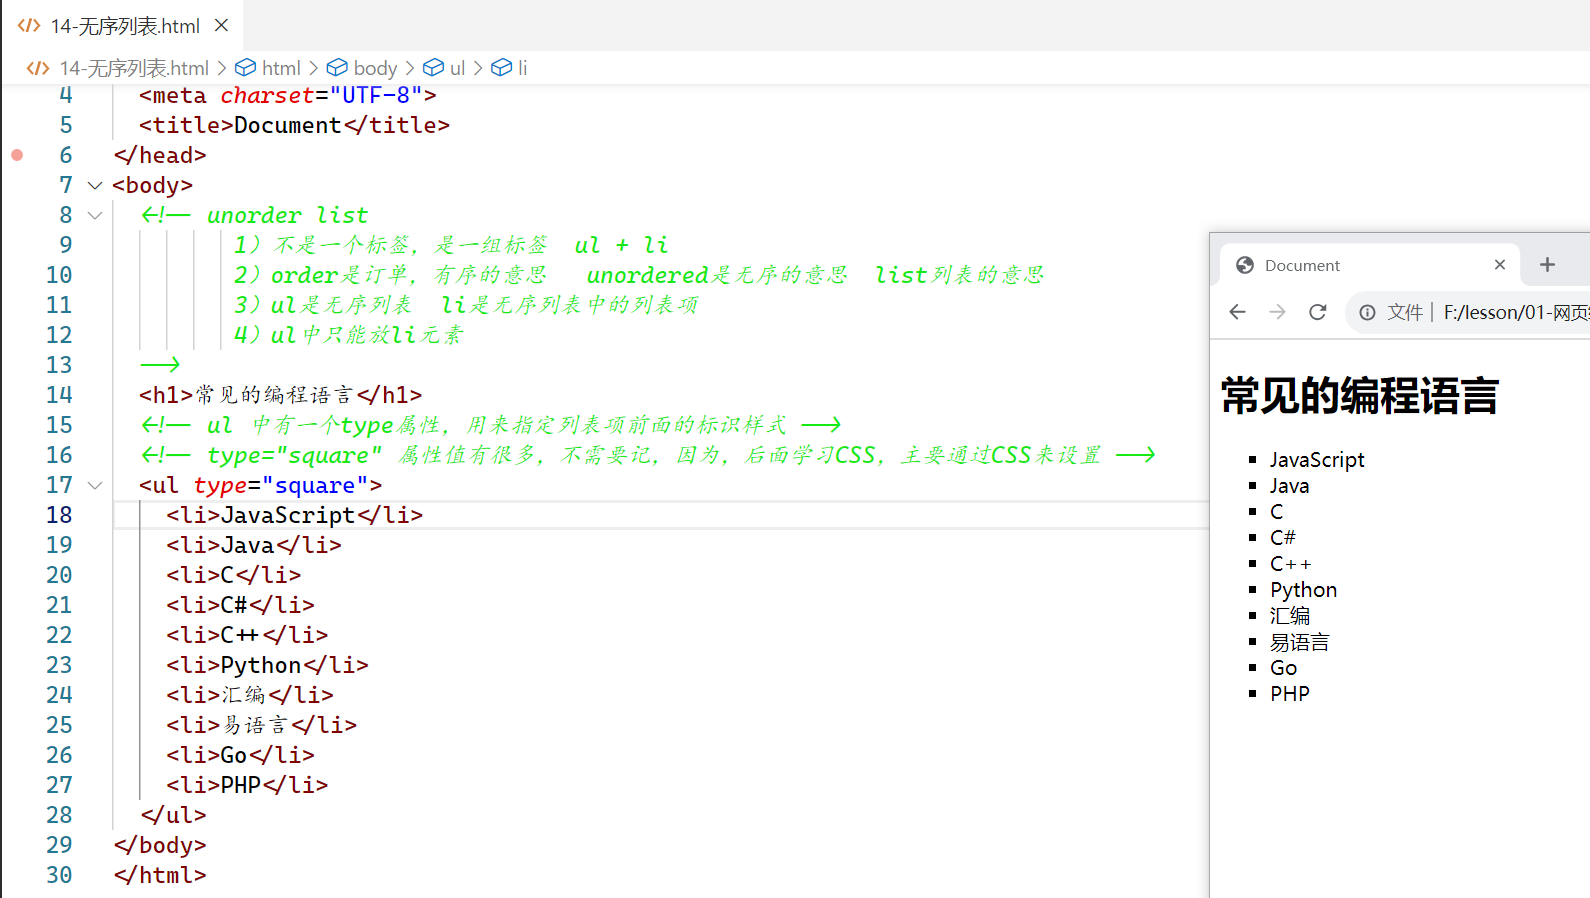 14-无序列表.html
14-无序列表.html > html > body > ul > li
4 <meta charset="UTF-8">
5 <title>Document</title>
6 </head>
7 <body>
8 <!-- unorder list
9 1）不是一个标签，是一组标签 ul + li
10 2）order是订单，有序的意思 unordered是无序的意思 list列表的意思
11 3）ul是无序列表 li是无序列表中的列表项
12 4）ul中只能放li元素
13 -->
14 <h1>常见的编程语言</h1>
15 <!-- ul 中有一个type属性，用来指定列表项前面的标识样式 -->
16 <!-- type="square" 属性值有很多，不需要记，因为，后面学习CSS，主要通过CSS来设置 -->
17 <ul type="square">
18 <li>JavaScript</li>
19 <li>Java</li>
20 <li>C</li>
21 <li>C#</li>
22 <li>C++</li>
23 <li>Python</li>
24 <li>汇编</li>
25 <li>易语言</li>
26 <li>Go</li>
27 <li>PHP</li>
28 </ul>
29 </body>
30 </html>
Document
文件 | F:/lesson/01-网页
常见的编程语言
JavaScript
Java
C
C#
C++
Python
汇编
易语言
Go
PHP